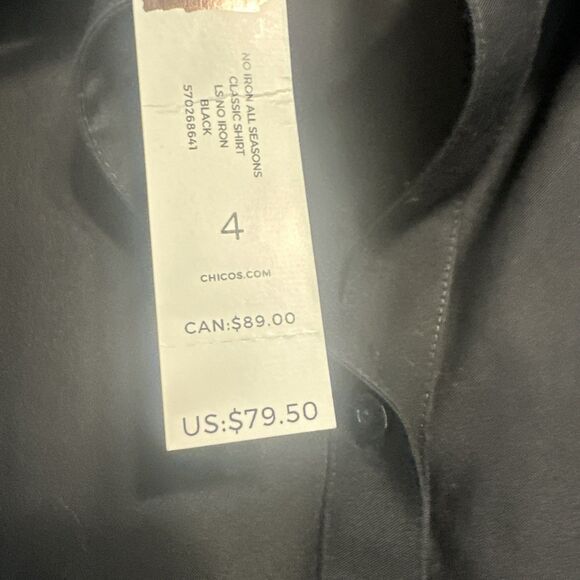 NO IRON ALL SEASONS
CLASSIC SHIRT
LS NO IRON
BLACK
570268641
4
CHICOS.COM
CAN:$89.00
US:$79.50